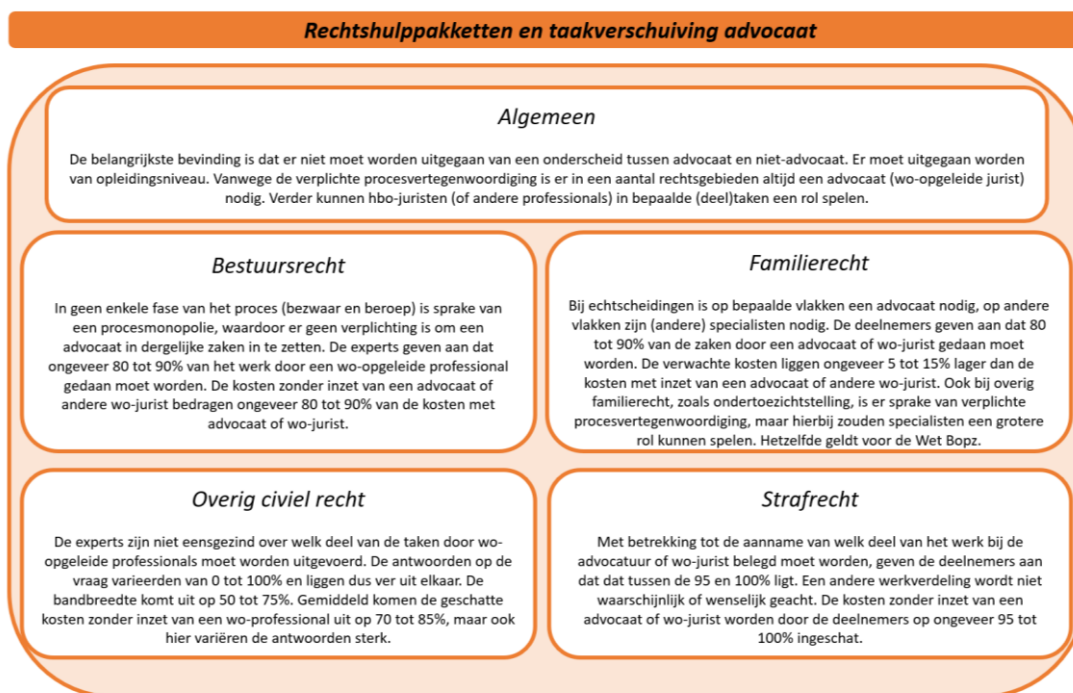 Rechtshulppakketten en taakverschuiving advocaat
Algemeen
De belangrijkste bevinding is dat er niet moet worden uitgegaan van een onderscheid tussen advocaat en niet-advocaat. Er moet uitgegaan worden
van opleidingsniveau. Vanwege de verplichte procesvertegenwoordiging is er in een aantal rechtsgebieden altijd een advocaat (wo-opgeleide jurist)
nodig. Verder kunnen hbo-juristen (of andere professionals) in bepaalde (deel)taken een rol spelen.
Bestuursrecht
In geen enkele fase van het proces (bezwaar en beroep) is sprake van
een procesmonopolie, waardoor er geen verplichting is om een
advocaat in dergelijke zaken in te zetten. De experts geven aan dat
ongeveer 80 tot 90% van het werk door een wo-opgeleide professional
gedaan moet worden. De kosten zonder inzet van een advocaat of
andere wo-jurist bedragen ongeveer 80 tot 90% van de kosten met
advocaat of wo-jurist.
Familierecht
Bij echtscheidingen is op bepaalde vlakken een advocaat nodig, op andere
vlakken zijn (andere) specialisten nodig. De deelnemers geven aan dat 80
tot 90% van de zaken door een advocaat of wo-jurist gedaan moet
worden. De verwachte kosten liggen ongeveer 5 tot 15% lager dan de
kosten met inzet van een advocaat of andere wo-jurist. Ook bij overig
familierecht, zoals ondertoezichtstelling, is er sprake van verplichte
procesvertegenwoordiging, maar hierbij zouden specialisten een grotere
rol kunnen spelen. Hetzelfde geldt voor de Wet Bopz.
Overig civiel recht
De experts zijn niet eensgezind over welk deel van de taken door wo-
opgeleide professionals moet worden uitgevoerd. De antwoorden op de
vraag varieerden van 0 tot 100% en liggen dus ver uit elkaar. De
bandbreedte komt uit op 50 tot 75%. Gemiddeld komen de geschatte
kosten zonder inzet van een wo-professional uit op 70 tot 85%, maar ook
hier variëren de antwoorden sterk.
Strafrecht
Met betrekking tot de aanname van welk deel van het werk bij de
advocatuur of wo-jurist belegd moet worden, geven de deelnemers aan
dat dat tussen de 95 en 100% ligt. Een andere werkverdeling wordt niet
waarschijnlijk of wenselijk geacht. De kosten zonder inzet van een
advocaat of wo-jurist worden door de deelnemers op ongeveer 95 tot
100% ingeschat.